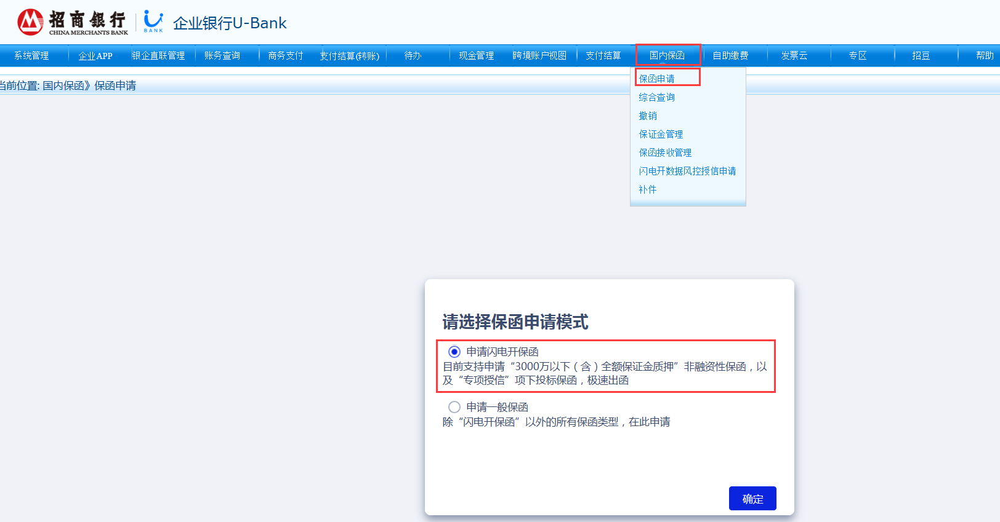 招商银行
CHINA MERCHANTS BANK
BANK
企业银行U-Bank
系统管理
企业APP
银企直联管理
账务查询
商务支付
支付结算(转账)
待办
现金管理
跨境账户视图
支付结算
国内保函
自助缴费
发票云
专区
招豆
帮助
当前位置: 国内保函》保函申请
保函申请
综合查询
撤销
保证金管理
保函接收管理
闪电开数据风控授信申请
补件
请选择保函申请模式
申请闪电开保函
目前支持申请“3000万以下（含）全额保证金质押”非融资性保函，以
及“专项授信”项下投标保函，极速出函
申请一般保函
除“闪电开保函”以外的所有保函类型，在此申请
确定